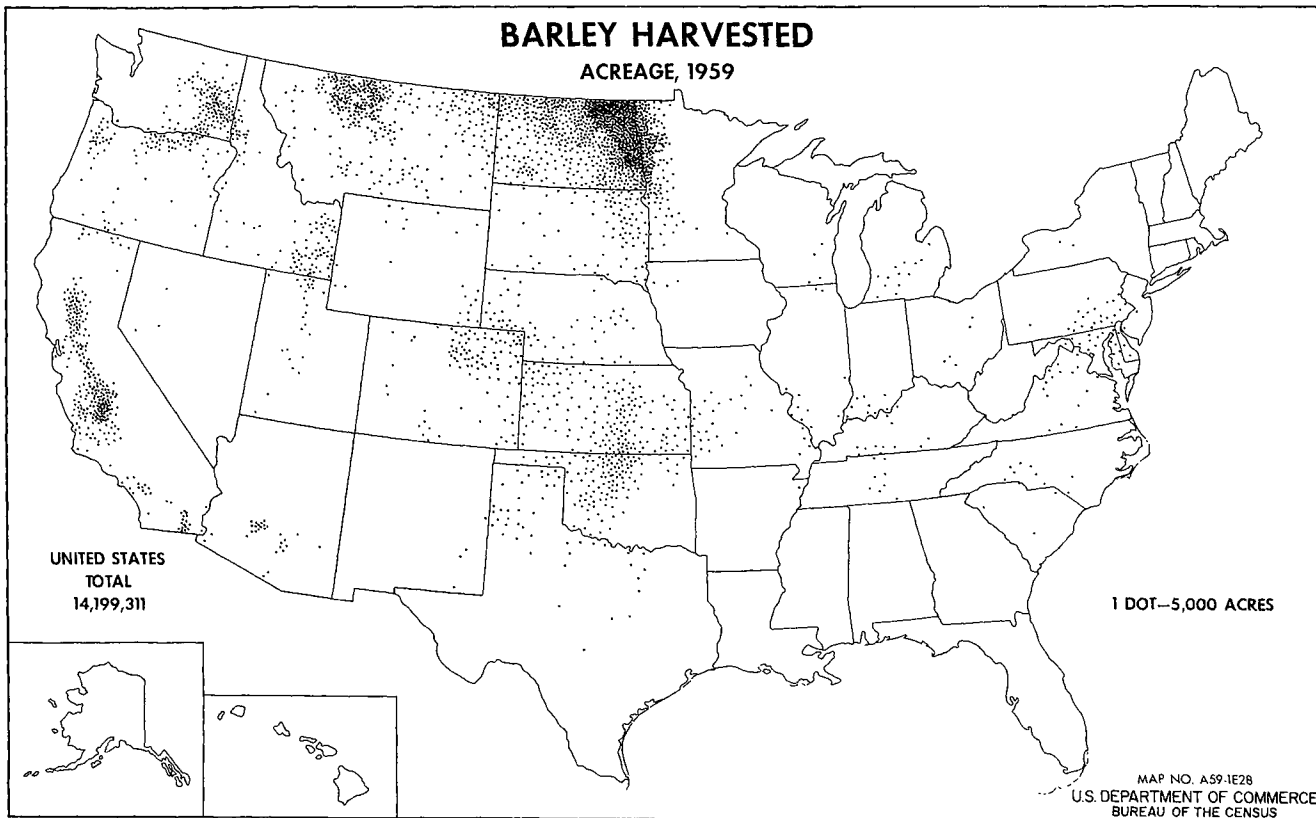 BARLEY HARVESTED
ACREAGE, 1959
UNITED STATES
TOTAL
14,199,311
1 DOT—5,000 ACRES
MAP NO. A59-1E28
U.S. DEPARTMENT OF COMMERCE
BUREAU OF THE CENSUS